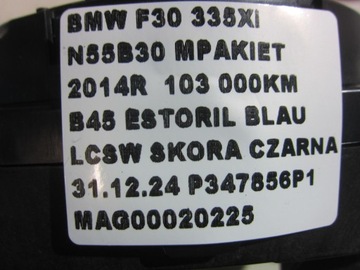 BMW F30 335XI
N55B30 MPAKIET
2014R 103 000KM
B45 ESTORIL BLAU
LCSW SKORA CZARNA
31.12.24 P347856P1
MAG00020225